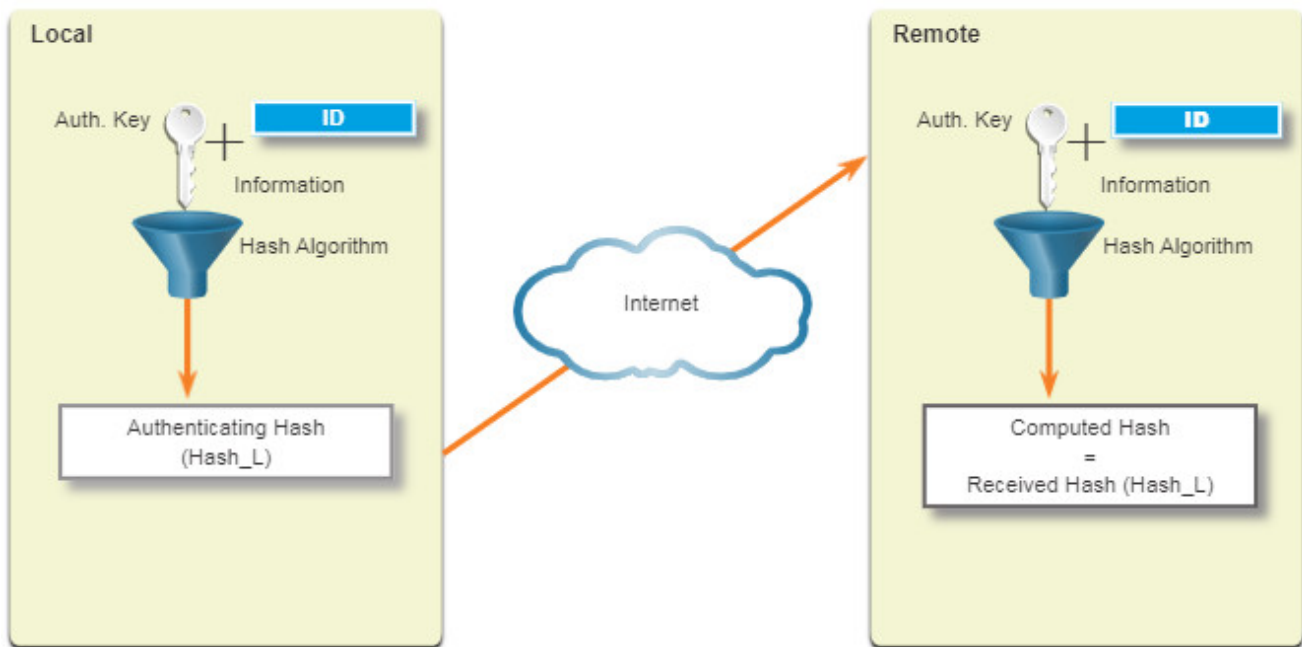 Local
Auth. Key
ID
Information
Hash Algorithm
Authenticating Hash
(Hash_L)
Internet
Remote
Auth. Key
ID
Information
Hash Algorithm
Computed Hash
=
Received Hash (Hash_L)